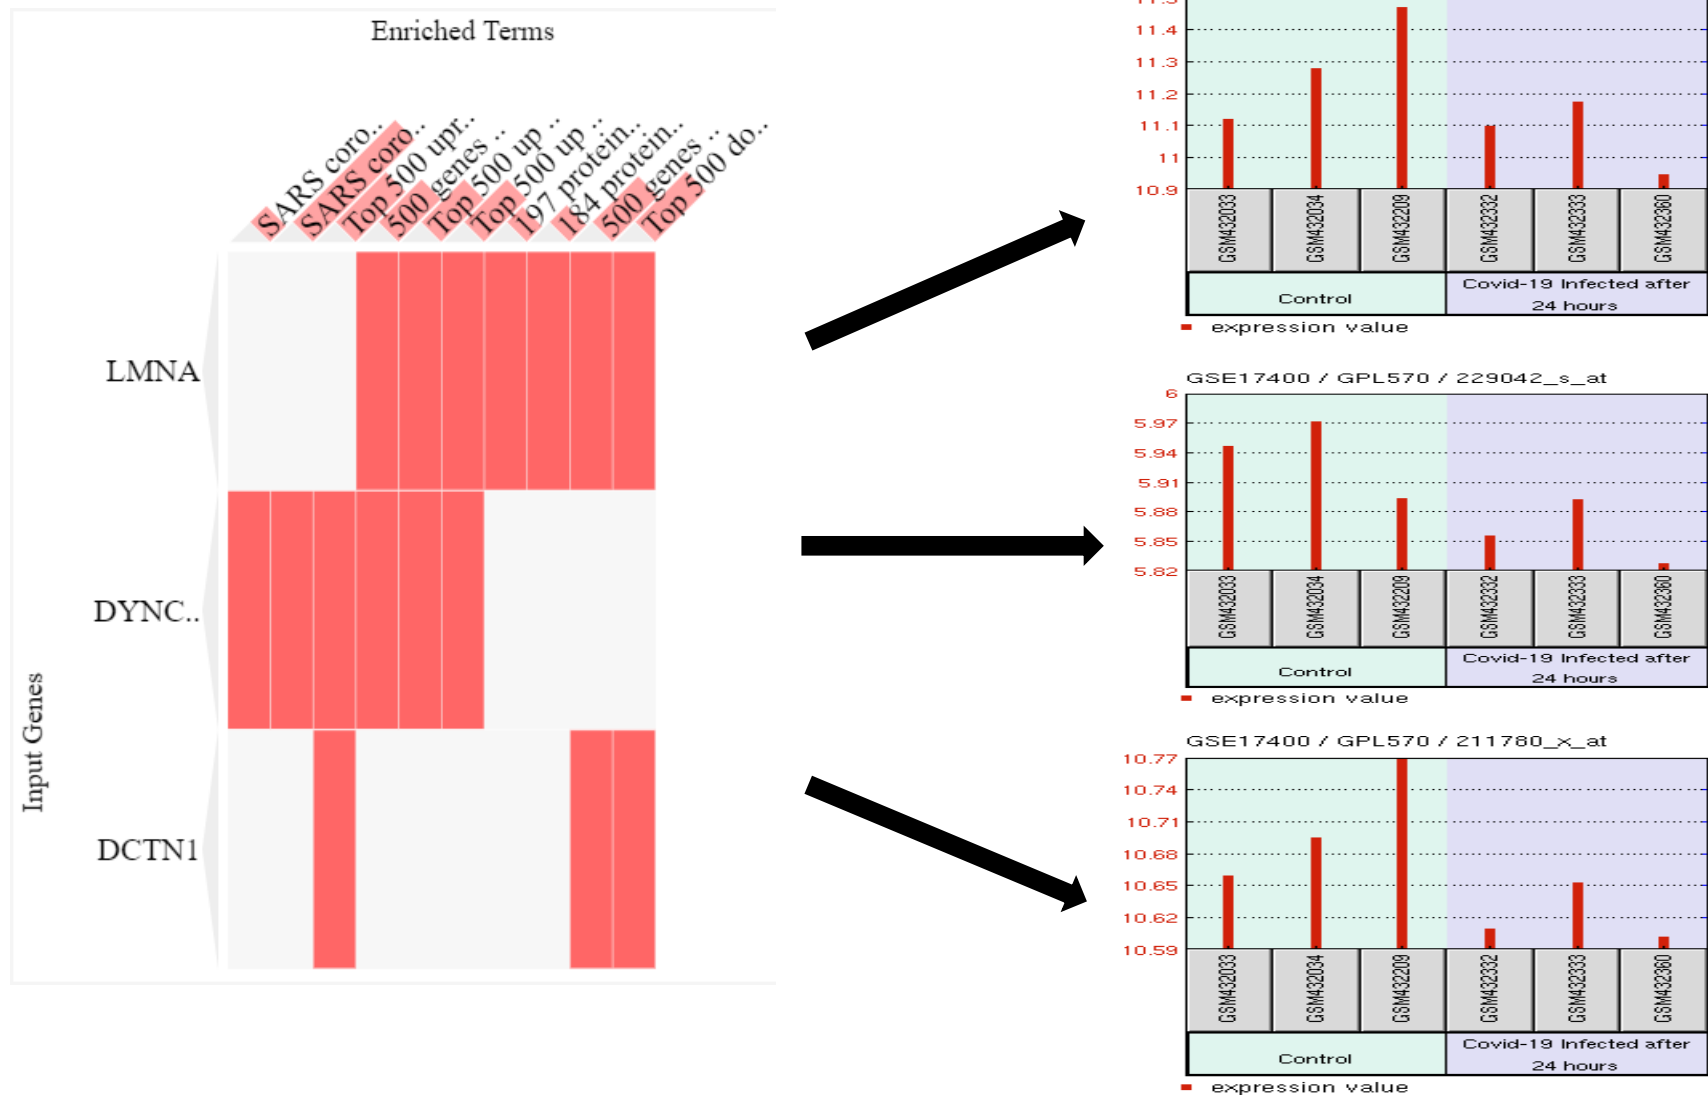 Enriched Terms
SARS coro..
SARS coro..
Top 500 upr..
500 genes ..
Top 500 up ..
Top 500 up ..
197 protein..
184 protein..
500 genes ..
Top 500 do..
LMNA
DYNC..
DCTN1
Input Genes
11.4
11.3
11.2
11.1
11
10.9
GSM432033
GSM432034
GSM432209
GSM432332
GSM432333
GSM432360
Control
Covid-19 Infected after
24 hours
expression value
GSE17400 / GPL570 / 229042_s_at
6
5.97
5.94
5.91
5.88
5.85
5.82
GSM432033
GSM432034
GSM432209
GSM432332
GSM432333
GSM432360
Control
Covid-19 Infected after
24 hours
expression value
GSE17400 / GPL570 / 211780_x_at
10.77
10.74
10.71
10.68
10.65
10.62
10.59
GSM432033
GSM432034
GSM432209
GSM432332
GSM432333
GSM432360
Control
Covid-19 Infected after
24 hours
expression value